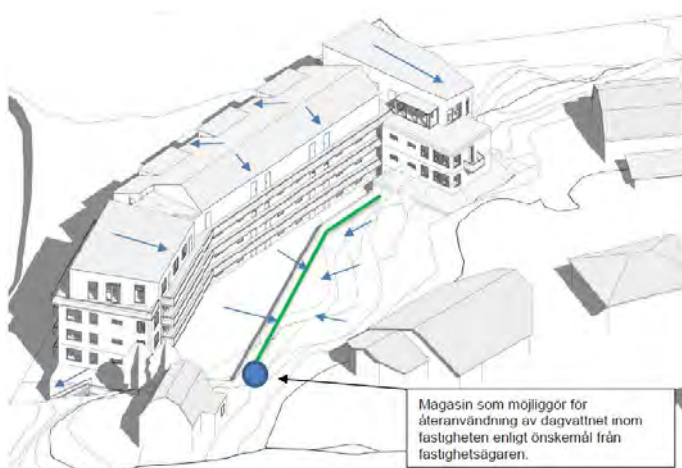 Magasin som möjliggör för
återanvändning av dagvattnet inom
fastigheten enligt önskemål från
fastighetsägaren.